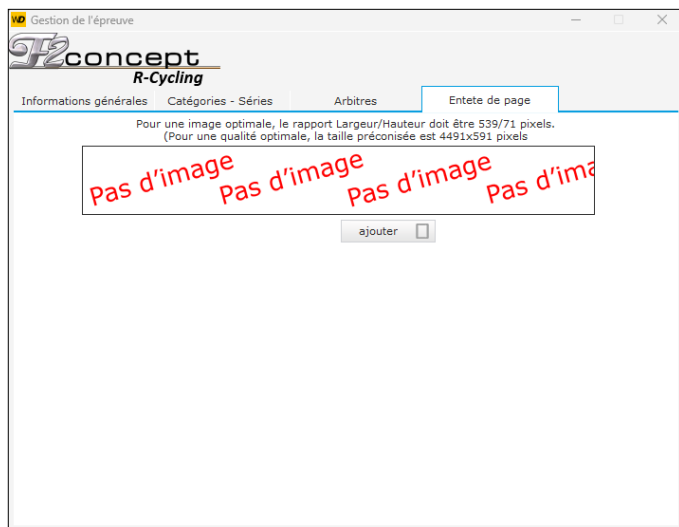 WD Gestion de l'épreuve
F2concept
R-Cycling
Informations générales Catégories - Séries Arbitres Entete de page
Pour une image optimale, le rapport Largeur/Hauteur doit être 539/71 pixels.
(Pour une qualité optimale, la taille préconisée est 4491x591 pixels
Pas d'image Pas d'image Pas d'image Pas d'ima
ajouter